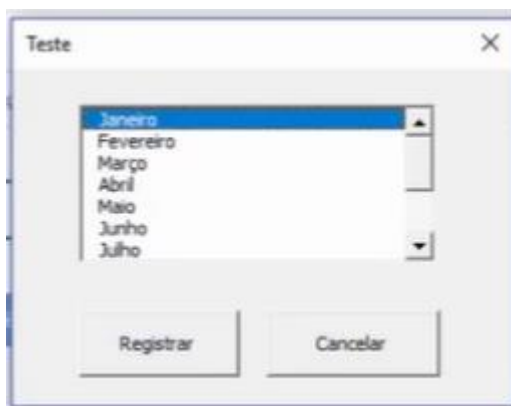 Teste
Janeiro
Fevereiro
Março
Abril
Maio
Junho
Julho
Registrar Cancelar